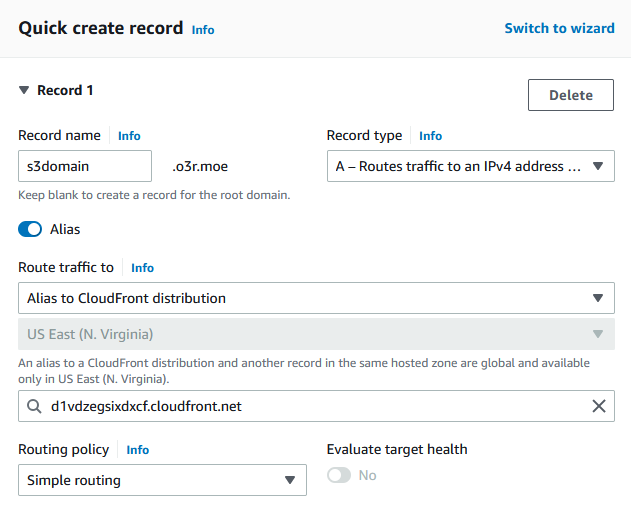 Quick create record Info Switch to wizard
Record 1 Delete
Record name Info Record type Info
s3domain .o3r.moe A – Routes traffic to an IPv4 address ...
Keep blank to create a record for the root domain.
Alias
Route traffic to Info
Alias to CloudFront distribution
US East (N. Virginia)
An alias to a CloudFront distribution and another record in the same hosted zone are global and available
only in US East (N. Virginia).
d1vdzegsixdxcf.cloudfront.net
Routing policy Info Evaluate target health
Simple routing No